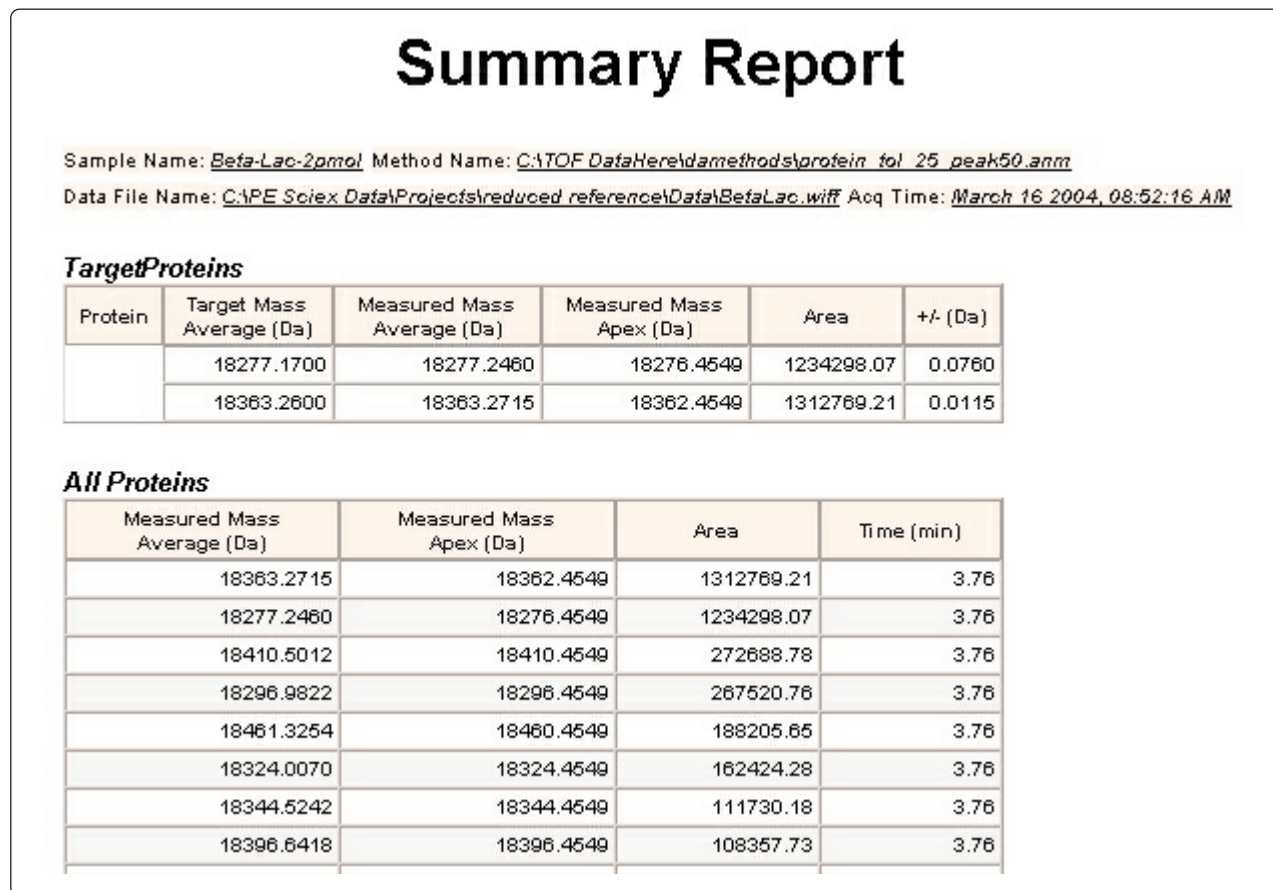 Summary Report
Sample Name: Beta-Lac-2pmol Method Name: C:\TOF DataHere\damethods\protein_tol_25_peak50.anm
Data File Name: C:\PE Sciex Data\Projects\reduced reference\Data\BetaLac.wiff Acq Time: March 16 2004, 08:52:16 AM
TargetProteins
Protein Target Mass Average (Da) Measured Mass Average (Da) Measured Mass Apex (Da) Area +/- (Da)
18277.1700 18277.2460 18276.4549 1234298.07 0.0760
18363.2600 18363.2715 18362.4549 1312769.21 0.0115
All Proteins
Measured Mass Average (Da) Measured Mass Apex (Da) Area Time (min)
18363.2715 18362.4549 1312769.21 3.76
18277.2460 18276.4549 1234298.07 3.76
18410.5012 18410.4549 272688.78 3.76
18296.9822 18296.4549 267520.76 3.76
18461.3254 18460.4549 188205.65 3.76
18324.0070 18324.4549 162424.28 3.76
18344.5242 18344.4549 111730.18 3.76
18396.6418 18396.4549 108357.73 3.76